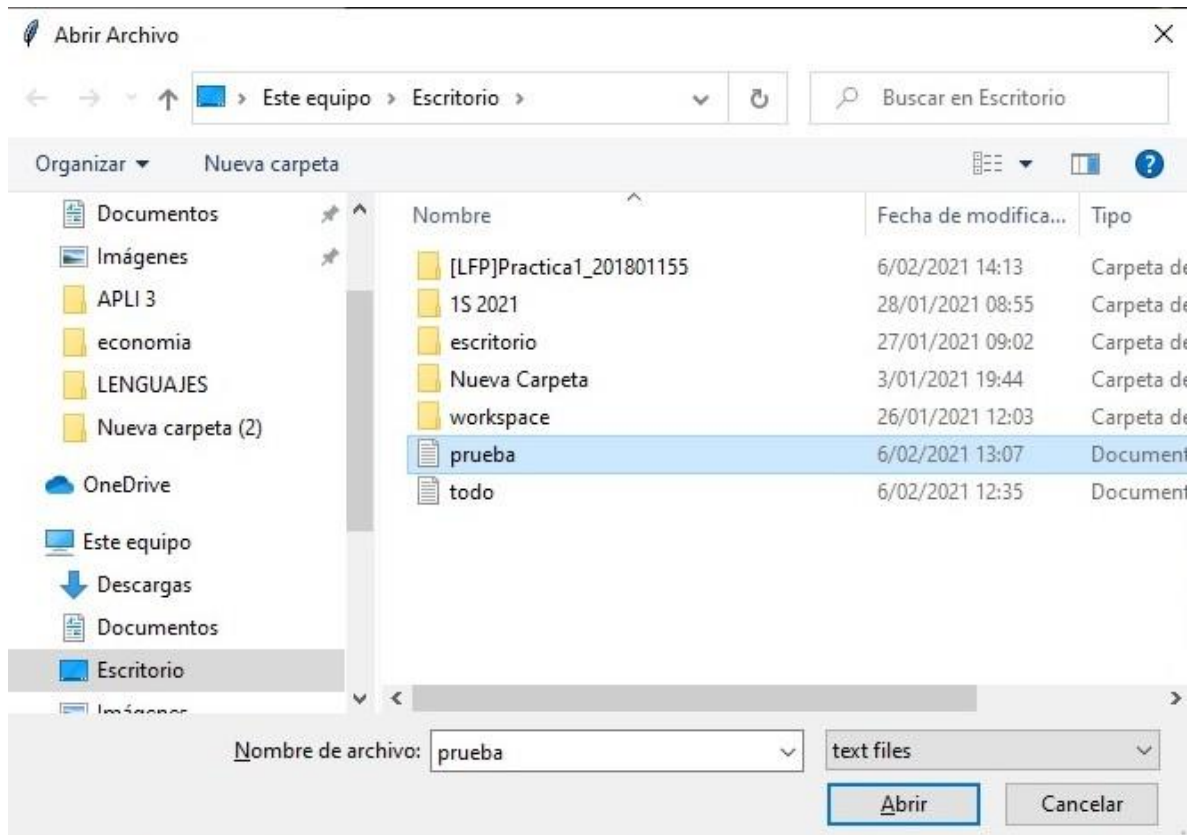 Abrir Archivo
Este equipo › Escritorio ›
Buscar en Escritorio
Organizar
Nueva carpeta
Documentos
Imágenes
APLI 3
economia
LENGUAJES
Nueva carpeta (2)
OneDrive
Este equipo
Descargas
Documentos
Escritorio
Imágenes
Nombre Fecha de modifica... Tipo
[LFP]Practica1_201801155 6/02/2021 14:13 Carpeta de
1S 2021 28/01/2021 08:55 Carpeta de
escritorio 27/01/2021 09:02 Carpeta de
Nueva Carpeta 3/01/2021 19:44 Carpeta de
workspace 26/01/2021 12:03 Carpeta de
prueba 6/02/2021 13:07 Document
todo 6/02/2021 12:35 Document
Nombre de archivo: prueba text files
Abrir Cancelar